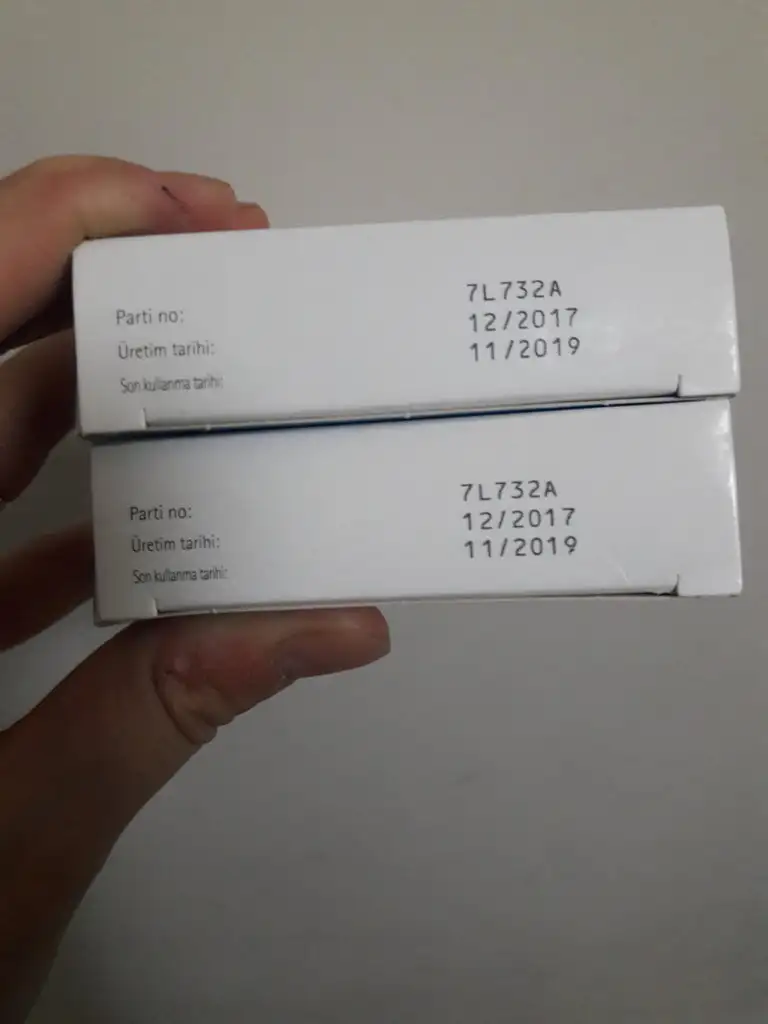 7L732A
Parti no: 12/2017
Üretim tarihi: 11/2019
Son kullanma tarihi:
7L732A
Parti no: 12/2017
Üretim tarihi: 11/2019
Son kullanma tarihi: